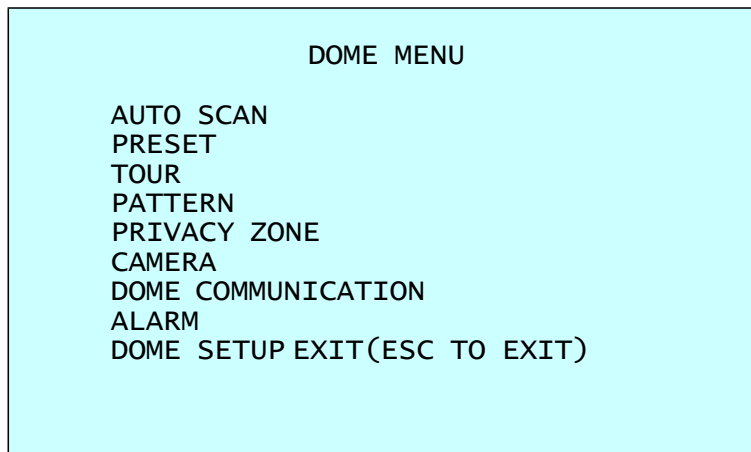 DOME MENU
AUTO SCAN
PRESET
TOUR
PATTERN
PRIVACY ZONE
CAMERA
DOME COMMUNICATION
ALARM
DOME SETUP EXIT(ESC TO EXIT)